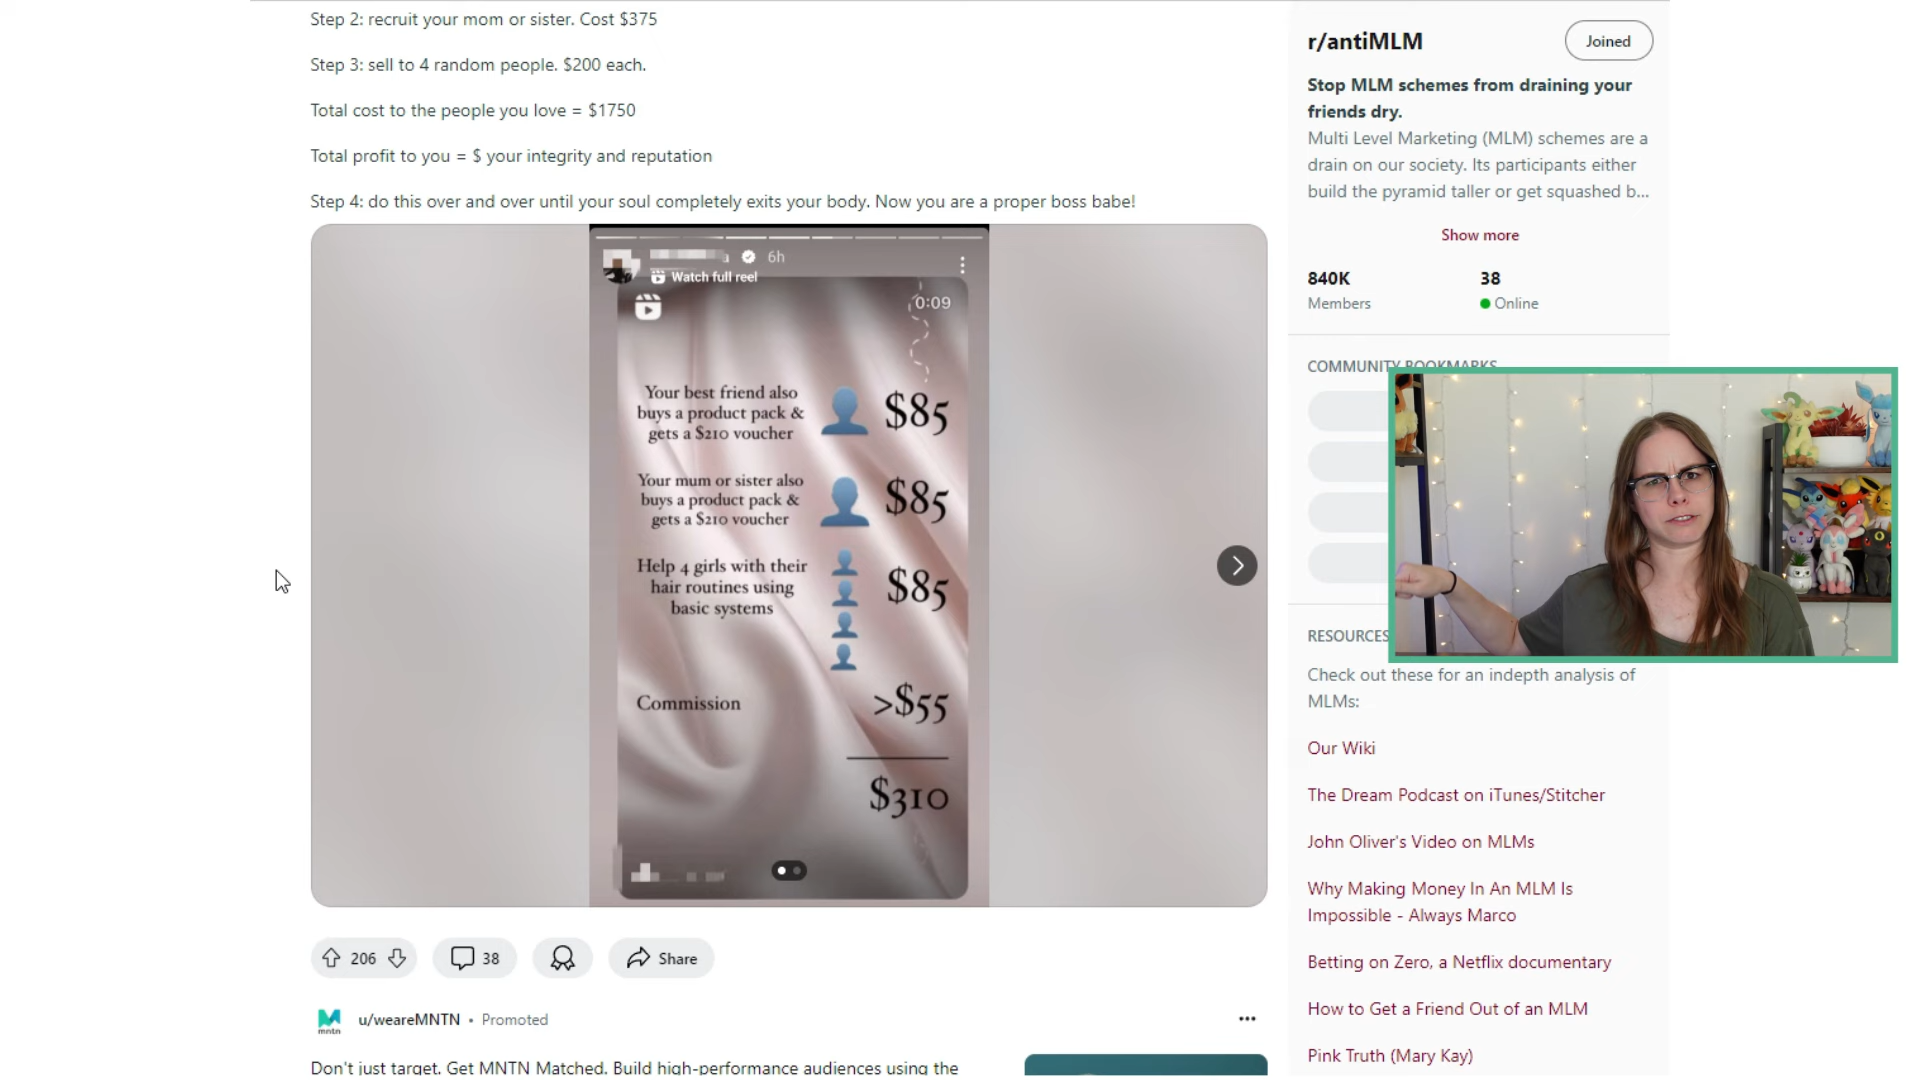 Step 2: recruit your mom or sister. Cost $375
Step 3: sell to 4 random people. $200 each.
Total cost to the people you love = $1750
Total profit to you = $ your integrity and reputation
Step 4: do this over and over until your soul completely exits your body. Now you are a proper boss babe!
6h
Watch full reel
0:09
Your best friend also
buys a product pack &
gets a $210 voucher
$85
Your mum or sister also
buys a product pack &
gets a $210 voucher
$85
Help 4 girls with their
hair routines using
basic systems
$85
Commission
>$55
$310
206
38
Share
mntn
u/weareMNTN • Promoted
Don't just target. Get MNTN Matched. Build high-performance audiences using the
r/antiMLM
Joined
Stop MLM schemes from draining your
friends dry.
Multi Level Marketing (MLM) schemes are a
drain on our society. Its participants either
build the pyramid taller or get squashed b...
Show more
840K
Members
38
Online
COMMUNITY BOOKMARKS
RESOURCES
Check out these for an indepth analysis of
MLMs:
Our Wiki
The Dream Podcast on iTunes/Stitcher
John Oliver's Video on MLMs
Why Making Money In An MLM Is
Impossible - Always Marco
Betting on Zero, a Netflix documentary
How to Get a Friend Out of an MLM
Pink Truth (Mary Kay)